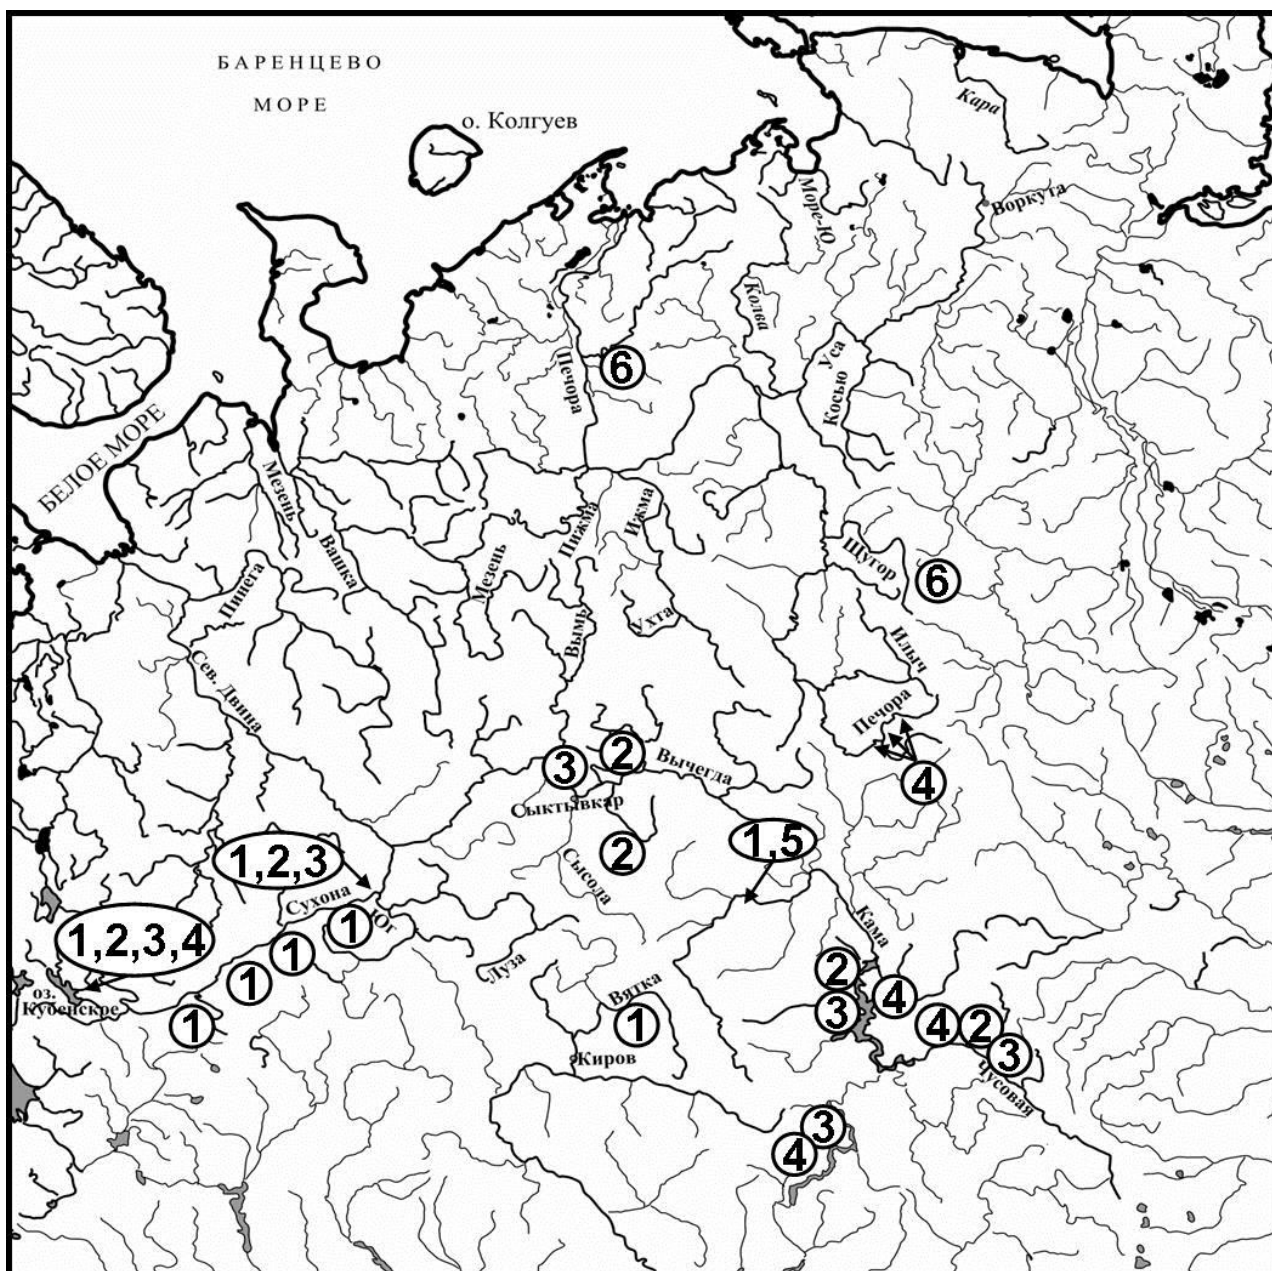 БАРЕНЦЕВО
МОРЕ
о. Колгуев
Кара
Воркута
Море-Ю
Колва
Уса
Косью
Печора
6
БЕЛОЕ МОРЕ
Мезень
Вашка
Пинега
Мезень
Пижма
Ижма
Щугор
6
Вымь
Ухта
Илыч
Сев. Двина
Печора
4
3
2
Вычегда
Сыктывкар
1,5
2
Сысола
1,2,3
Сухона
Юг
1
1,2,3,4
1
1
оз.
Кубенское
1
Луза
Вятка
1
Киров
Кама
2
3
4
4
2
3
Чусовая
3
4